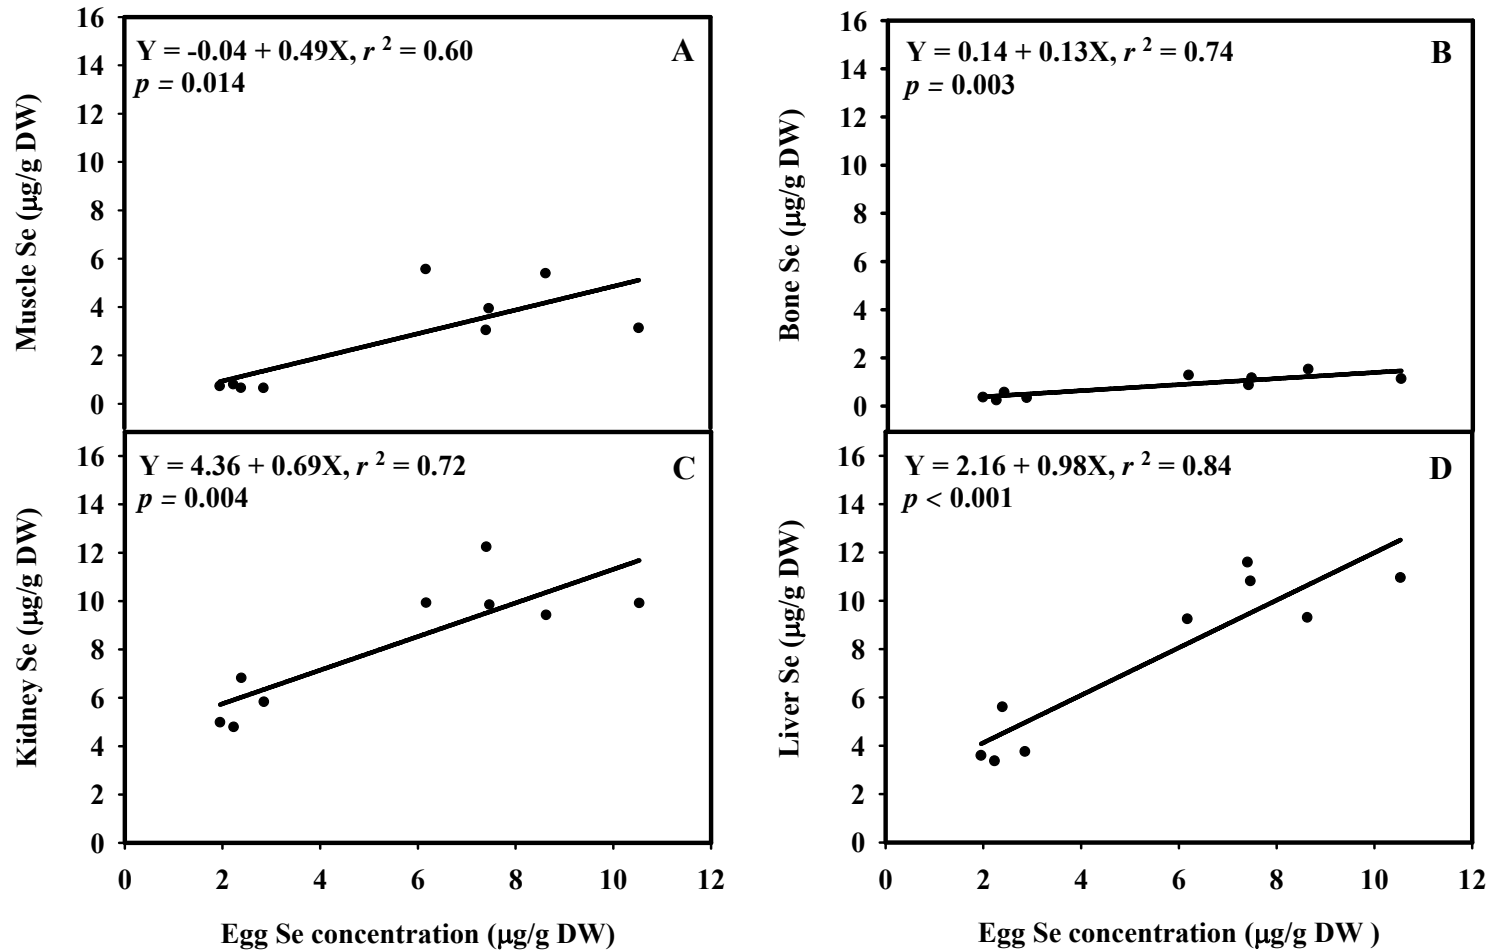 Y = -0.04 + 0.49X, r 2 = 0.60
p = 0.014
A
16
14
12
10
8
6
4
2
0
Muscle Se (µg/g DW)
Y = 0.14 + 0.13X, r 2 = 0.74
p = 0.003
B
16
14
12
10
8
6
4
2
0
Bone Se (µg/g DW)
Y = 4.36 + 0.69X, r 2 = 0.72
p = 0.004
C
16
14
12
10
8
6
4
2
0
Kidney Se (µg/g DW)
0 2 4 6 8 10 12
Egg Se concentration (µg/g DW)
Y = 2.16 + 0.98X, r 2 = 0.84
p < 0.001
D
16
14
12
10
8
6
4
2
0
Liver Se (µg/g DW)
0 2 4 6 8 10 12
Egg Se concentration (µg/g DW )